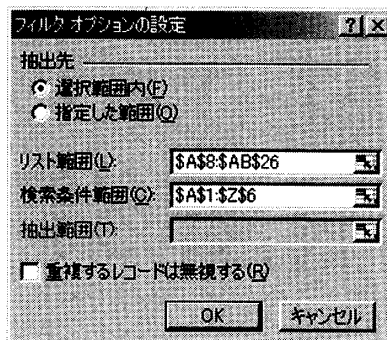 フィルタ オプションの設定
抽出先
選択範囲内(F)
指定した範囲(O)
リスト範囲(L): $A$8:$AB$26
検索条件範囲(C): $A$1:$Z$6
抽出範囲(T):
重複するレコードは無視する(R)
OK キャンセル